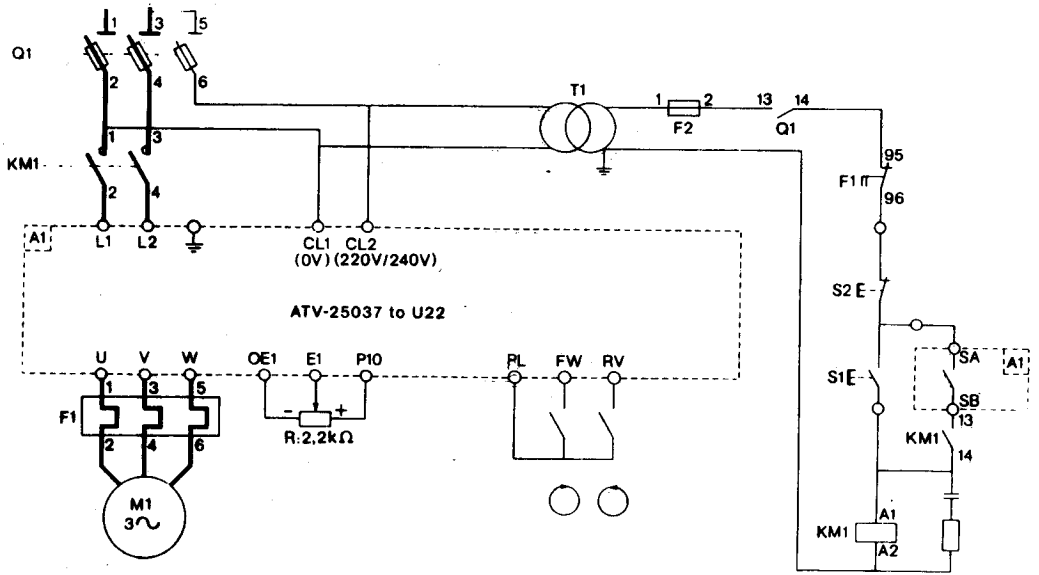 1 3 5
Q1
2 4 6
T1
1 2 13 14
F2 Q1
1 3
KM1
2 4
95
F1
96
A1 L1 L2 CL1 CL2
(0V) (220V/240V)
ATV-25037 to U22
S2E
U V W OE1 E1 P10 PL FW RV
SA
A1
S1E
SB
1 3 5
F1
- +
R:2,2kΩ
2 4 6
13
KM1
14
M1
3~
A1
KM1
A2